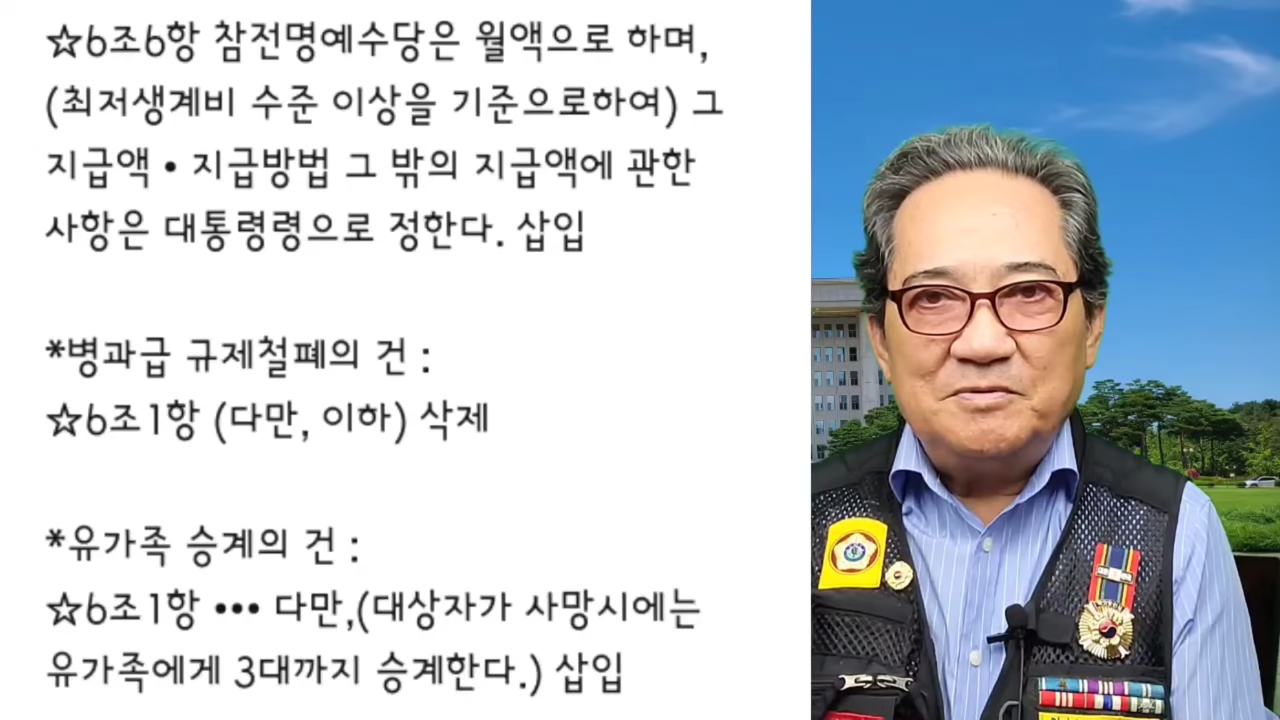 ☆6조6항 참전명예수당은 월액으로 하며,
(최저생계비 수준 이상을 기준으로하여) 그
지급액 • 지급방법 그 밖의 지급액에 관한
사항은 대통령령으로 정한다. 삽입
*병과급 규제철폐의 건 :
☆6조1항 (다만, 이하) 삭제
*유가족 승계의 건 :
☆6조1항 ••• 다만,(대상자가 사망시에는
유가족에게 3대까지 승계한다.) 삽입